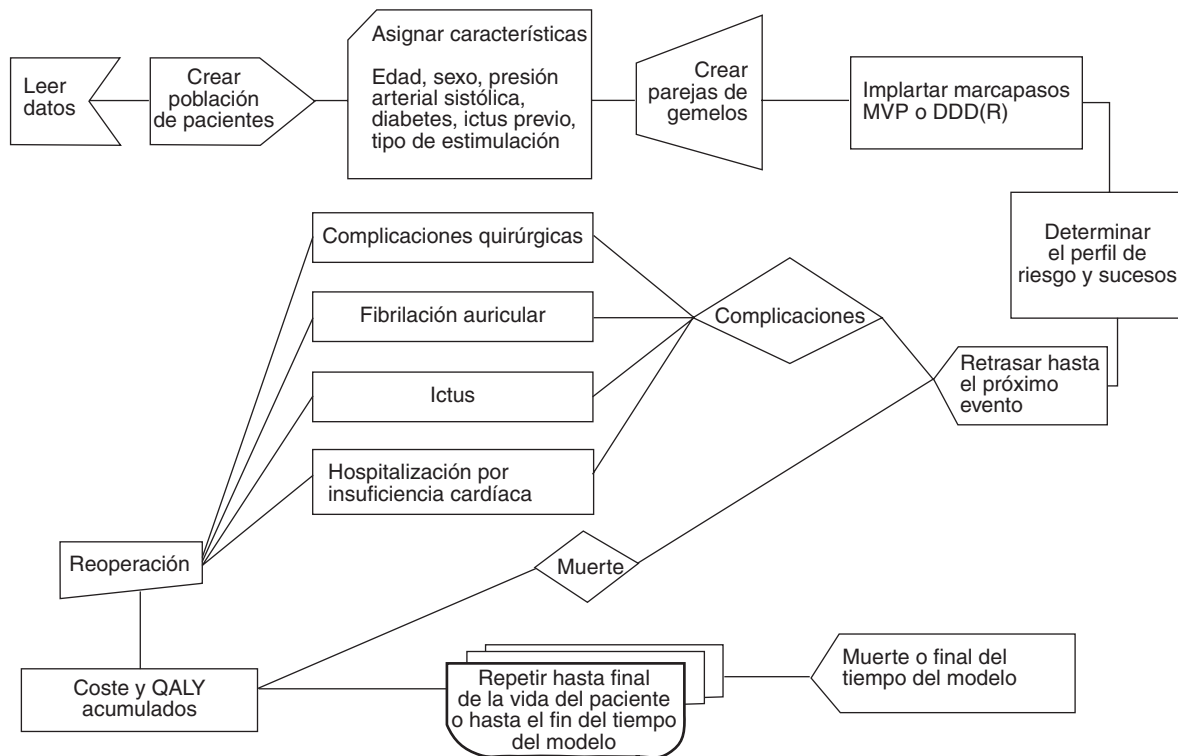 Leer
datos
Crear
población
de pacientes
Asignar características
Edad, sexo, presión
arterial sistólica,
diabetes, ictus previo,
tipo de estimulación
Crear
parejas de
gemelos
Implartar marcapasos
MVP o DDD(R)
Determinar
el perfil de
riesgo y sucesos
Retrasar hasta
el próximo
evento
Complicaciones
Complicaciones quirúrgicas
Fibrilación auricular
Ictus
Hospitalización por
insuficiencia cardíaca
Reoperación
Muerte
Coste y QALY
acumulados
Repetir hasta final
de la vida del paciente
o hasta el fin del tiempo
del modelo
Muerte o final del
tiempo del modelo